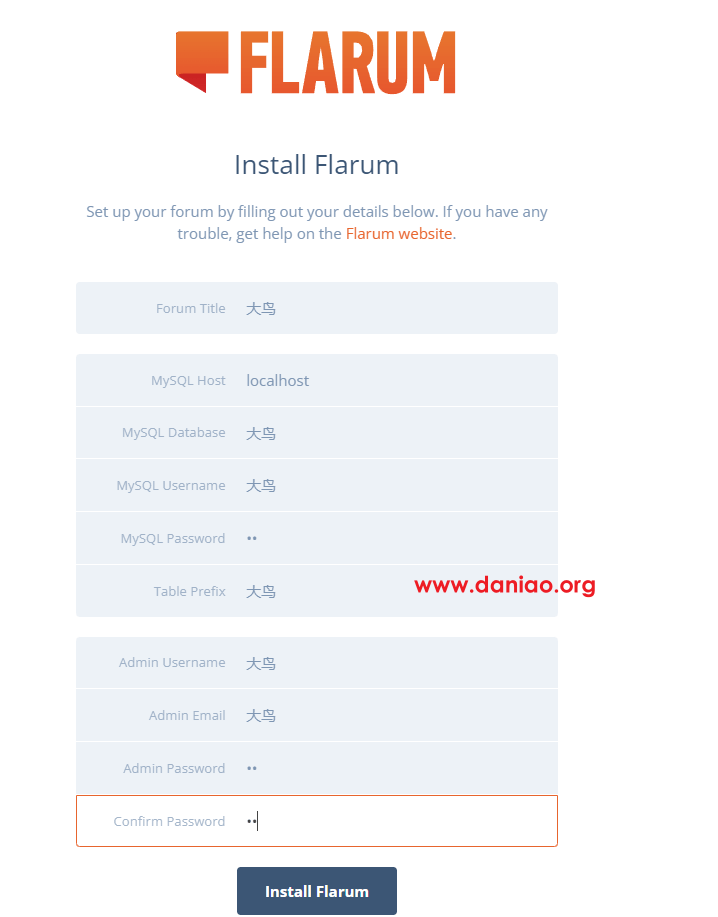 FLARUM
Install Flarum
Set up your forum by filling out your details below. If you have any
trouble, get help on the Flarum website.
Forum Title 大鸟
MySQL Host localhost
MySQL Database 大鸟
MySQL Username 大鸟
MySQL Password ••
Table Prefix 大鸟
www.daniao.org
Admin Username 大鸟
Admin Email 大鸟
Admin Password ••
Confirm Password ••
Install Flarum